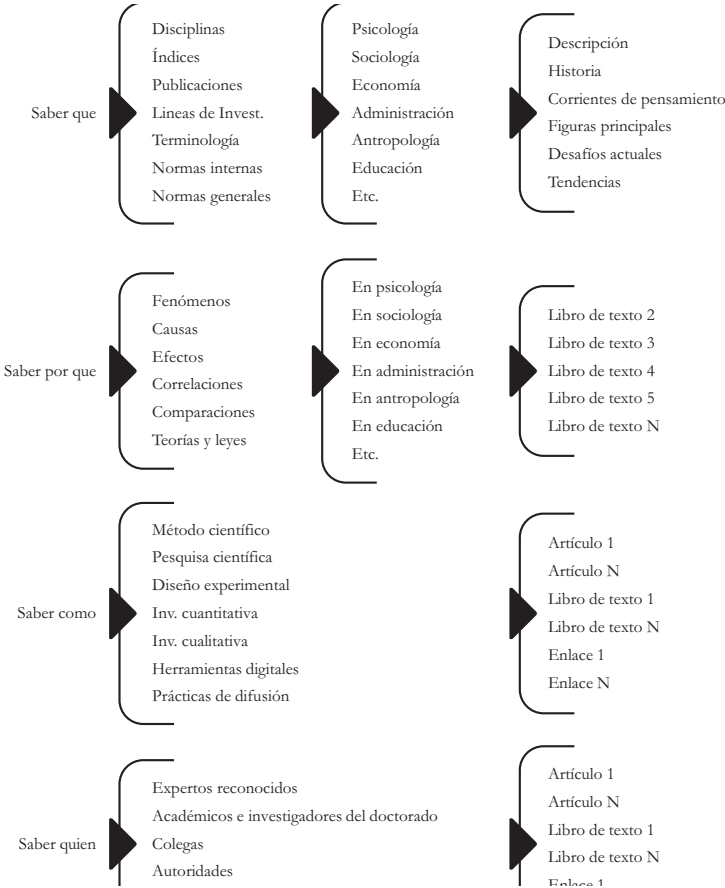 Saber que
Disciplinas
Índices
Publicaciones
Lineas de Invest.
Terminología
Normas internas
Normas generales
Psicología
Sociología
Economía
Administración
Antropología
Educación
Etc.
Descripción
Historia
Corrientes de pensamiento
Figuras principales
Desafíos actuales
Tendencias
Saber por que
Fenómenos
Causas
Efectos
Correlaciones
Comparaciones
Teorías y leyes
En psicología
En sociología
En economía
En administración
En antropología
En educación
Etc.
Libro de texto 2
Libro de texto 3
Libro de texto 4
Libro de texto 5
Libro de texto N
Saber como
Método científico
Pesquisa científica
Diseño experimental
Inv. cuantitativa
Inv. cualitativa
Herramientas digitales
Prácticas de difusión
Artículo 1
Artículo N
Libro de texto 1
Libro de texto N
Enlace 1
Enlace N
Saber quien
Expertos reconocidos
Académicos e investigadores del doctorado
Colegas
Autoridades
Artículo 1
Artículo N
Libro de texto 1
Libro de texto N
Enlace 1